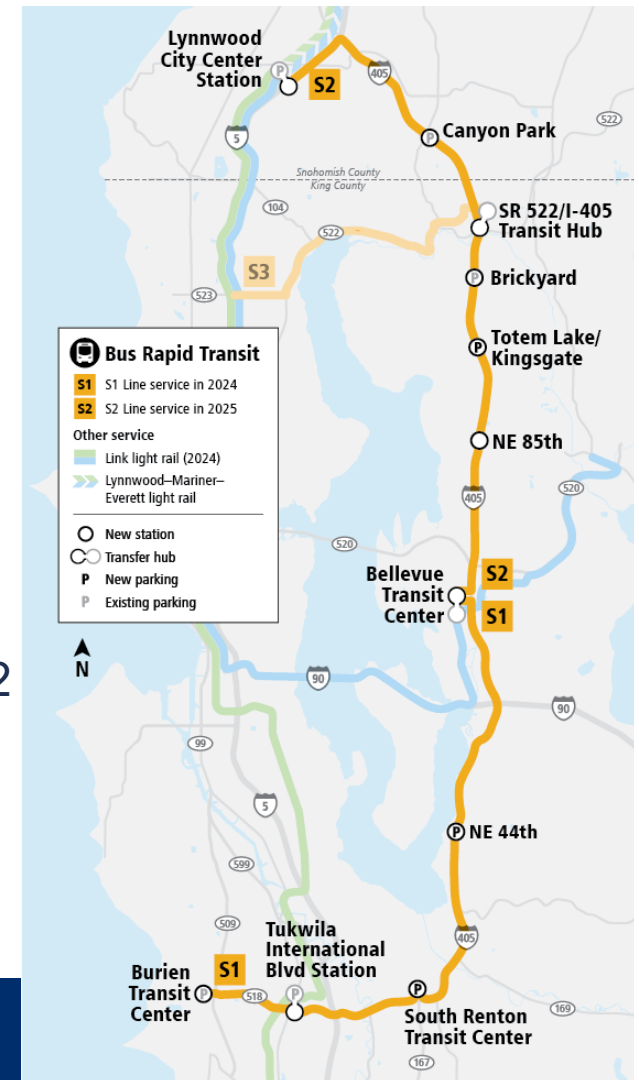 Lynnwood
City Center
Station
P
S2
405
5
522
P
Canyon Park
Snohomish County
King County
104
SR 522/I-405
Transit Hub
522
S3
523
P
Brickyard
P
Totem Lake/
Kingsgate
Bus Rapid Transit
S1 S1 Line service in 2024
S2 S2 Line service in 2025
Other service
Link light rail (2024)
Lynnwood–Mariner–
Everett light rail
New station
Transfer hub
P New parking
P Existing parking
N
2
NE 85th
405
520
520
Bellevue
Transit
Center
S2
S1
90
90
99
5
P
NE 44th
599
509
405
Tukwila
International
Blvd Station
P
Burien
Transit
Center
P
S1
518
P
South Renton
Transit Center
169
167